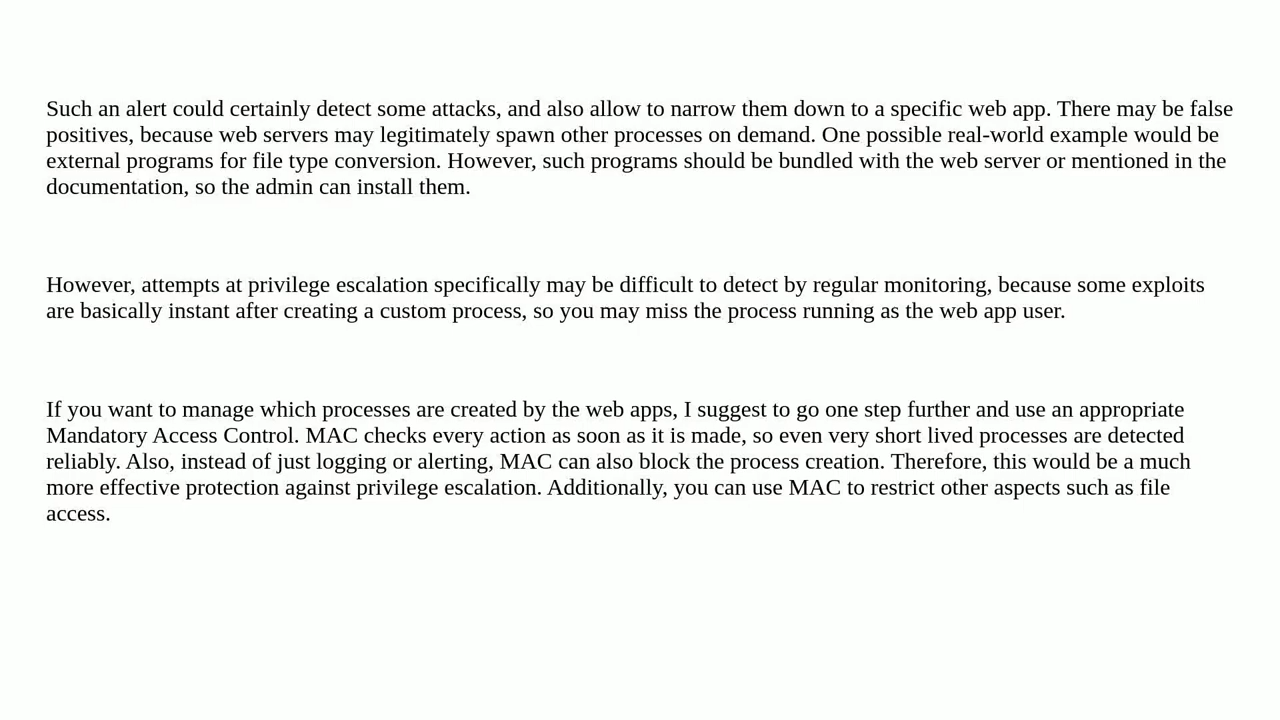 Such an alert could certainly detect some attacks, and also allow to narrow them down to a specific web app. There may be false
positives, because web servers may legitimately spawn other processes on demand. One possible real-world example would be
external programs for file type conversion. However, such programs should be bundled with the web server or mentioned in the
documentation, so the admin can install them.
However, attempts at privilege escalation specifically may be difficult to detect by regular monitoring, because some exploits
are basically instant after creating a custom process, so you may miss the process running as the web app user.
If you want to manage which processes are created by the web apps, I suggest to go one step further and use an appropriate
Mandatory Access Control. MAC checks every action as soon as it is made, so even very short lived processes are detected
reliably. Also, instead of just logging or alerting, MAC can also block the process creation. Therefore, this would be a much
more effective protection against privilege escalation. Additionally, you can use MAC to restrict other aspects such as file
access.